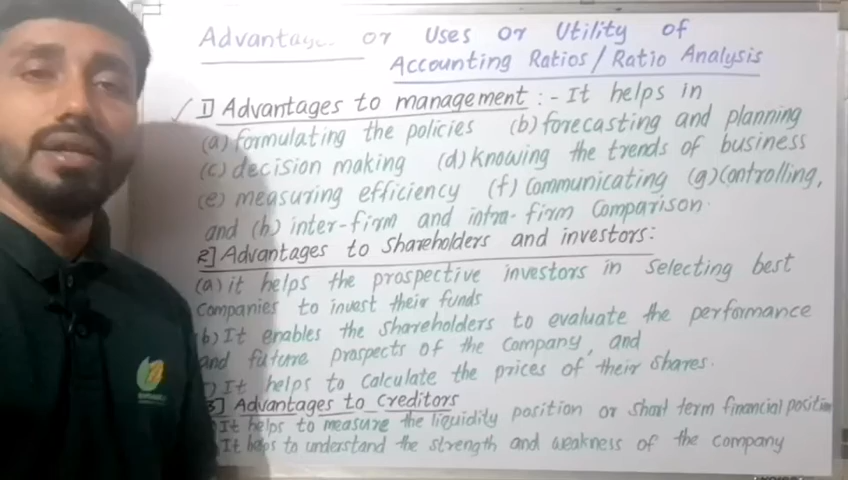 Advantages or Uses or Utility of
Accounting Ratios/Ratio Analysis
1) Advantages to management :- It helps in
(a) formulating the policies (b) forecasting and planning
(c) decision making (d) knowing the trends of business
(e) measuring efficiency (f) Communicating (g) Controlling,
and (h) inter-firm and intra-firm Comparison.
2] Advantages to shareholders and investors:
(a) it helps the prospective investors in selecting best
Companies to invest their funds
b) It enables the shareholders to evaluate the performance
and future prospects of the Company, and
) It helps to Calculate the prices of their shares.
3] Advantages to Creditors
It helps to measure the liquidity position or short term financial position
It helps to understand the strength and weakness of the Company